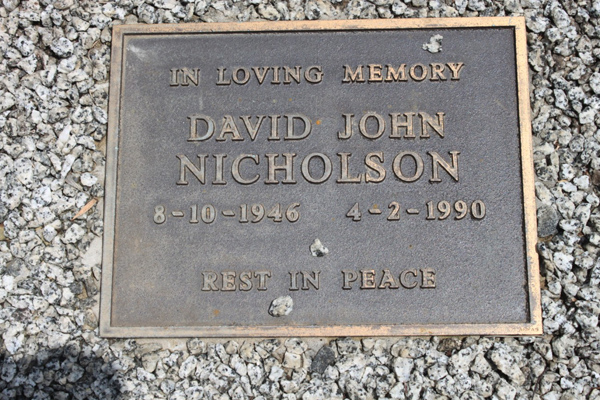 IN LOVING MEMORY
DAVID JOHN
NICHOLSON
8-10-1946 4-2-1990
REST IN PEACE